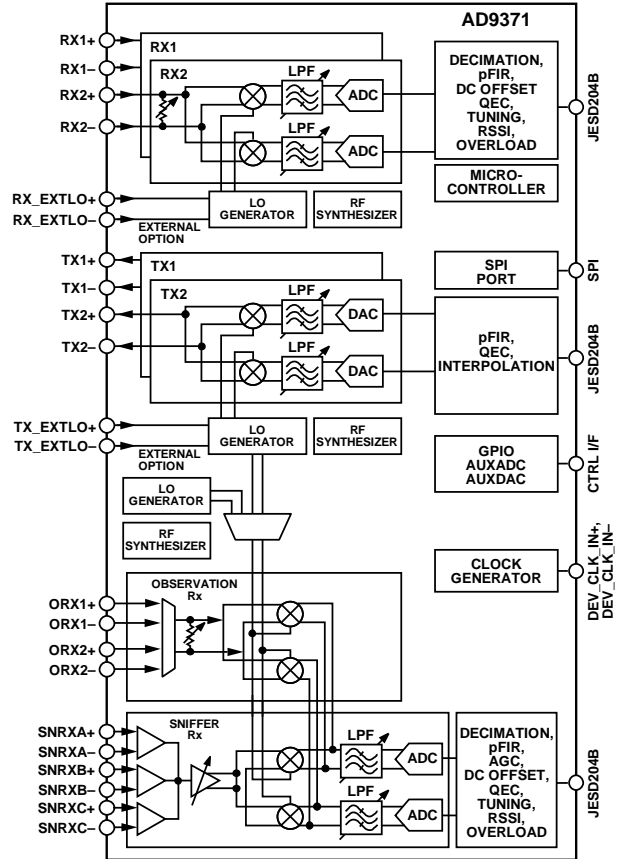 AD9371
RX1+
RX1–
RX2+
RX2–
RX1
RX2
LPF
ADC
LPF
ADC
DECIMATION,
pFIR,
DC OFFSET
QEC,
TUNING,
RSSI,
OVERLOAD
JESD204B
MICRO-
CONTROLLER
RX_EXTLO+
RX_EXTLO–
EXTERNAL
OPTION
LO
GENERATOR
RF
SYNTHESIZER
TX1+
TX1–
TX2+
TX2–
TX1
TX2
LPF
DAC
LPF
DAC
SPI
PORT
SPI
pFIR,
QEC,
INTERPOLATION
JESD204B
TX_EXTLO+
TX_EXTLO–
EXTERNAL
OPTION
LO
GENERATOR
RF
SYNTHESIZER
GPIO
AUXADC
AUXDAC
CTRL I/F
LO
GENERATOR
RF
SYNTHESIZER
CLOCK
GENERATOR
DEV_CLK_IN+,
DEV_CLK_IN–
OBSERVATION
Rx
ORX1+
ORX1–
ORX2+
ORX2–
SNRXA+
SNRXA–
SNRXB+
SNRXB–
SNRXC+
SNRXC–
SNIFFER
Rx
LPF
ADC
LPF
ADC
DECIMATION,
pFIR,
AGC,
DC OFFSET,
QEC,
TUNING,
RSSI,
OVERLOAD
JESD204B